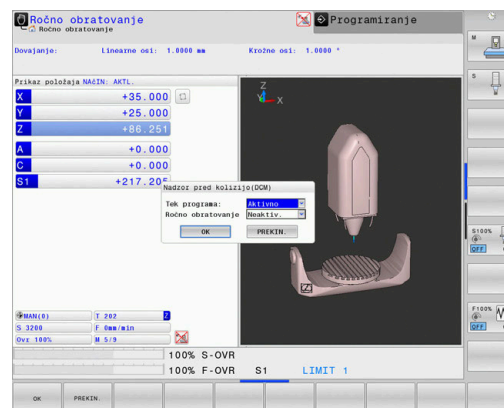 Ročno obratovanje
Ročno obratovanje
Programiranje
Dovajanje: Linearne osi: 1.0000 mm Krožne osi: 1.0000 °
Prikaz položaja NAčIN: AKTL.
X +35.000
Y +25.000
Z +86.251
A +0.000
C +0.000
S1 +217.205
Z
Y
X
Nadzor pred kolizijo(DCM)
Tek programa: Aktivno
Ročno obratovanje Neaktiv.
OK PREKIN.
MAN(0) T 202 Z
S 3200 F 0mm/min
Ovr 100% M 5/9
100% S-OVR
100% F-OVR S1 LIMIT 1
OK PREKIN.
M
S
S100%
OFF
F100%
OFF